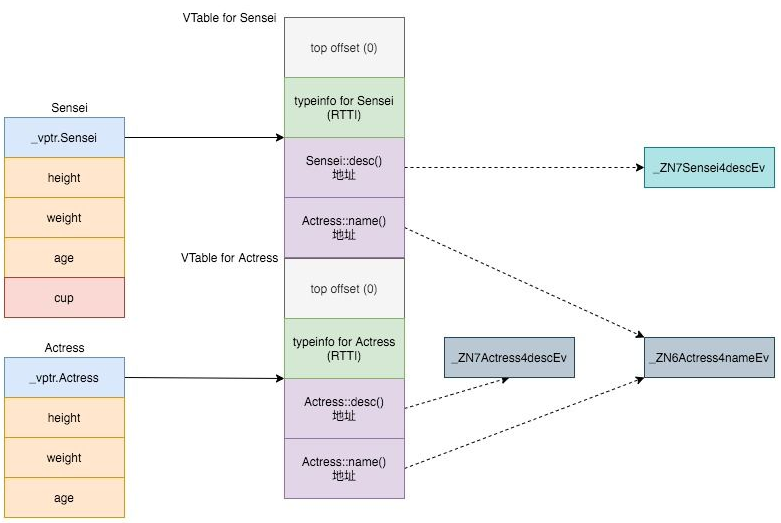 VTable for Sensei
top offset (0)
typeinfo for Sensei
(RTTI)
Sensei
_vptr.Sensei
height
weight
age
cup
Sensei::desc()
地址
_ZN7Sensei4descEv
Actress::name()
地址
VTable for Actress
top offset (0)
typeinfo for Actress
(RTTI)
Actress
_vptr.Actress
height
weight
age
Actress::desc()
地址
Actress::name()
地址
_ZN7Actress4descEv
_ZN6Actress4nameEv